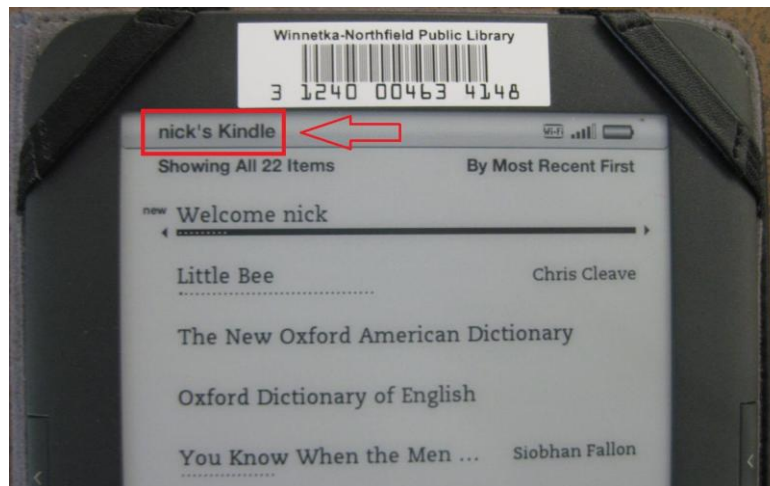 Winnetka-Northfield Public Library
3 1240 00463 4148
nick's Kindle Wi-Fi
Showing All 22 Items By Most Recent First
new Welcome nick
Little Bee Chris Cleave
The New Oxford American Dictionary
Oxford Dictionary of English
You Know When the Men ... Siobhan Fallon